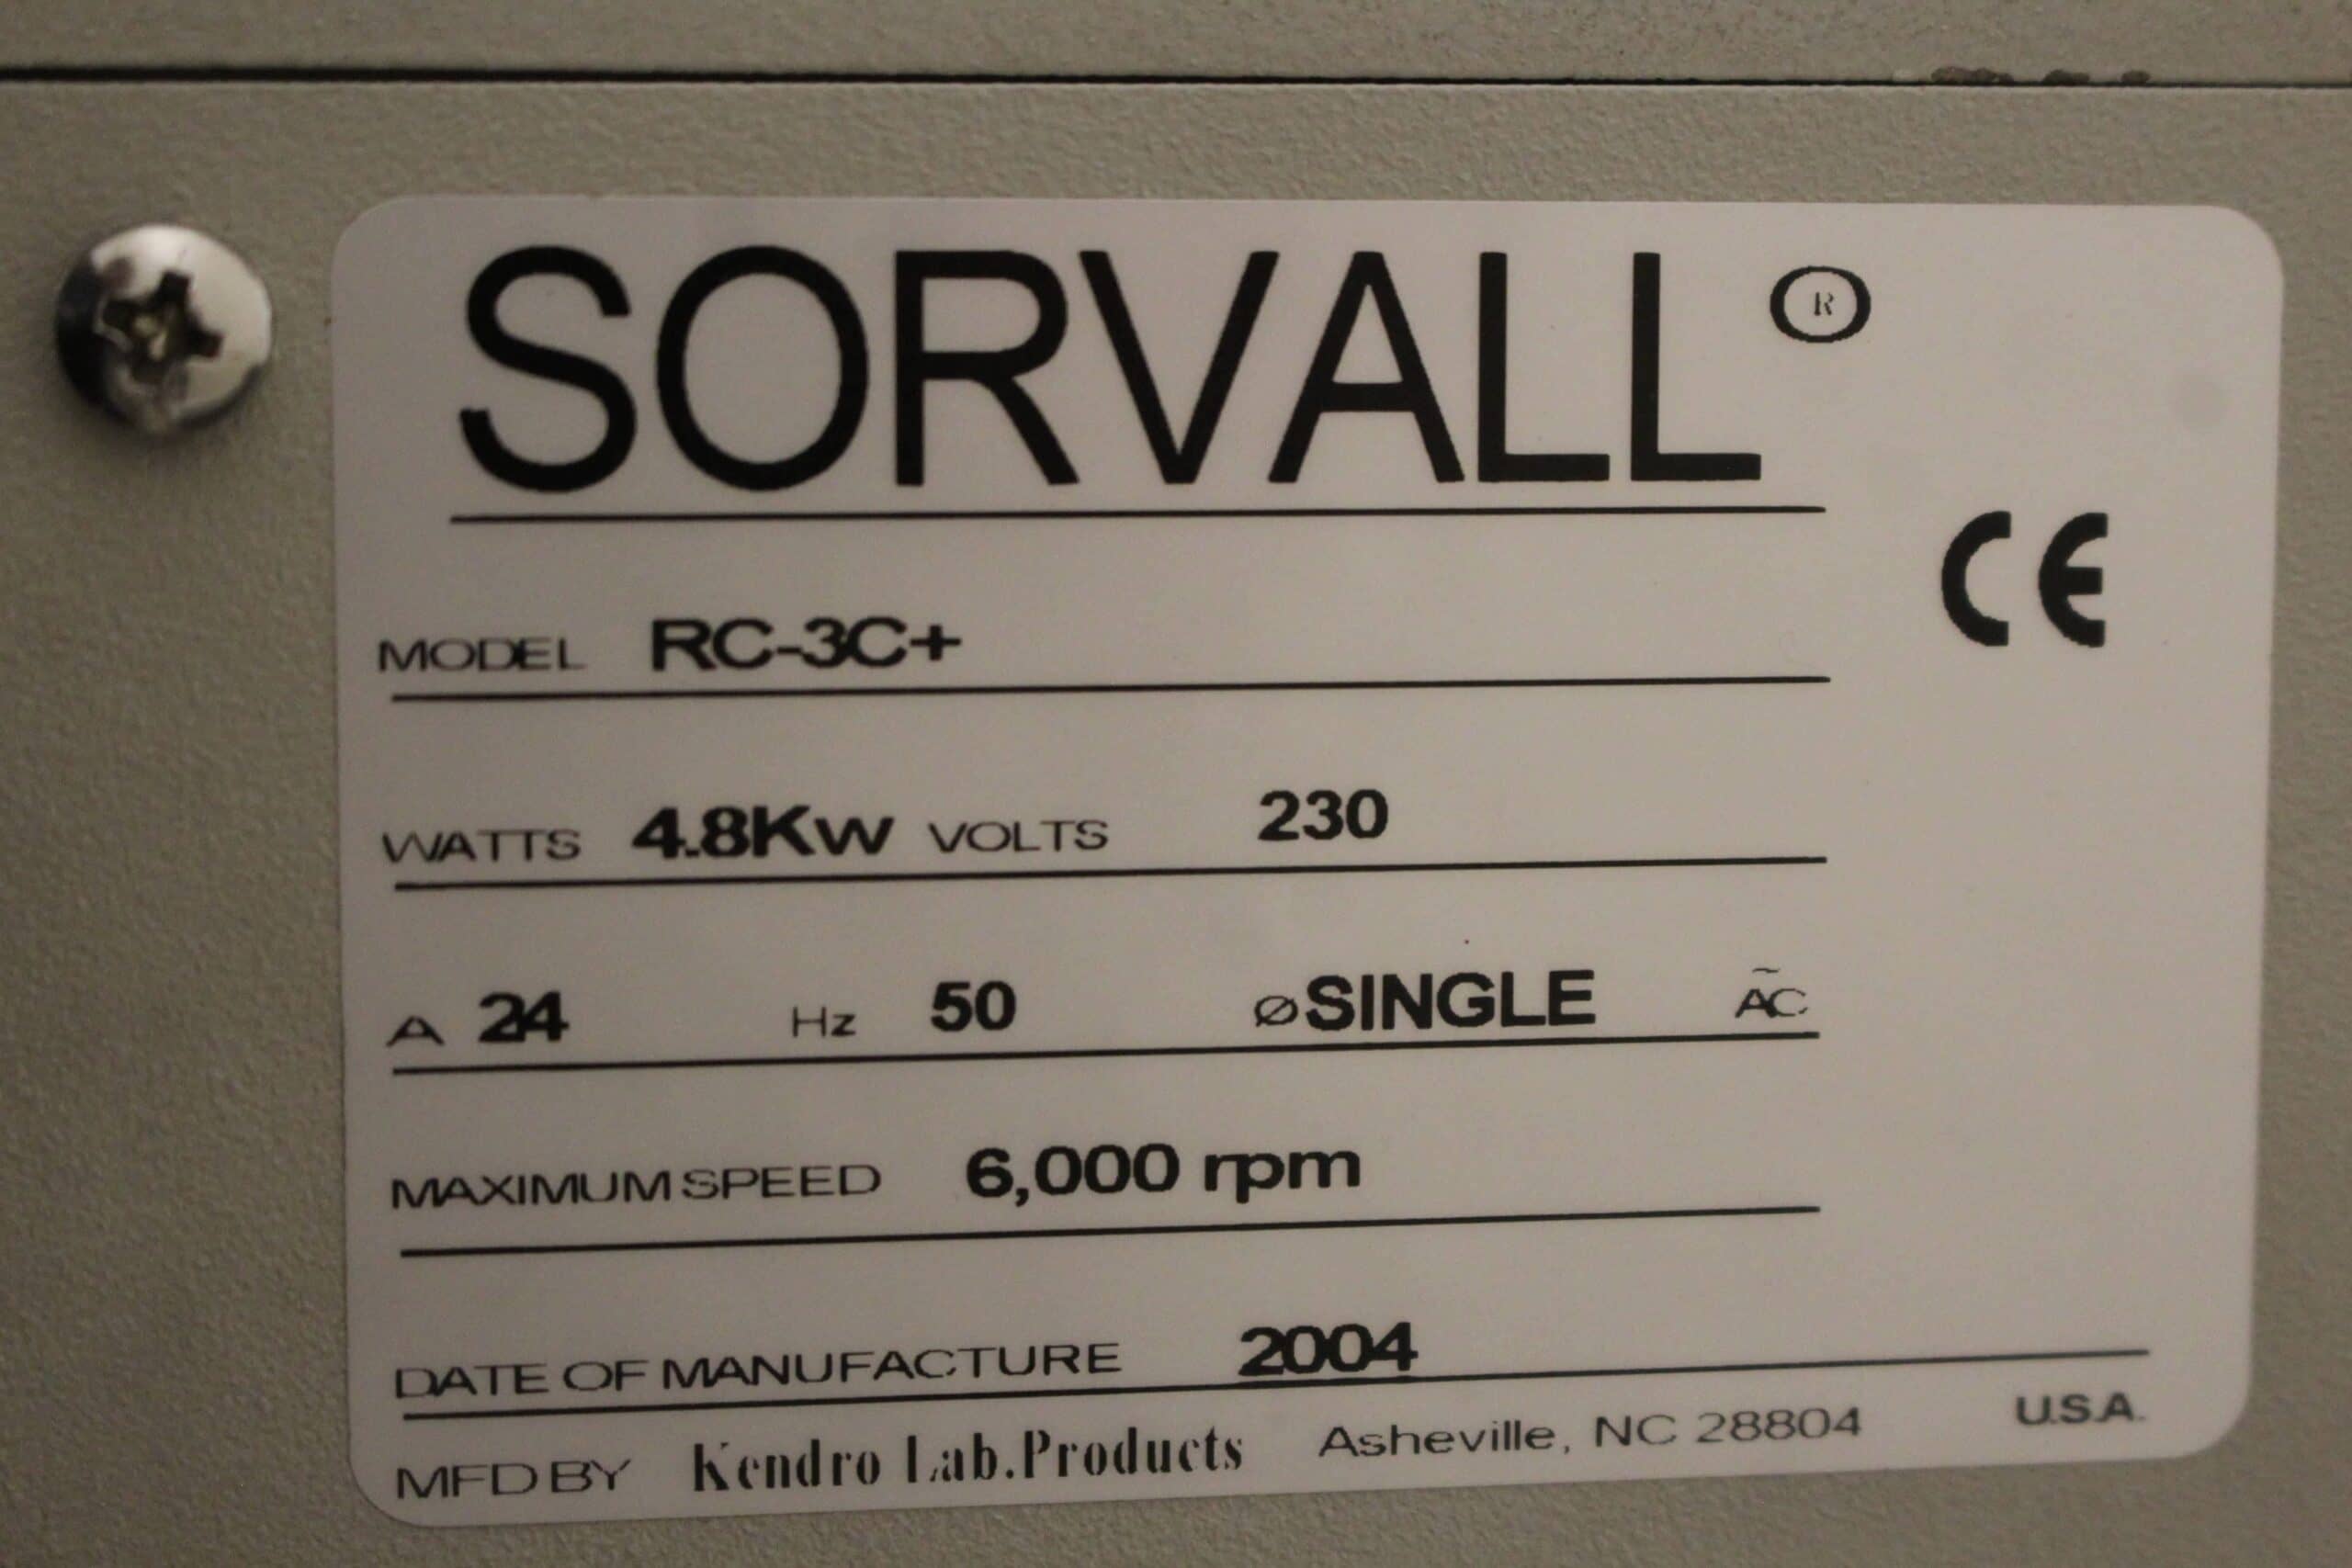 SORVALL®
CE
MODEL RC-3C+
WATTS 4.8Kw VOLTS 230
A 24 Hz 50 ⌀SINGLE ~ AC
MAXIMUM SPEED 6,000 rpm
DATE OF MANUFACTURE 2004
MFD BY Kendro Lab.Products Asheville, NC 28804 U.S.A.